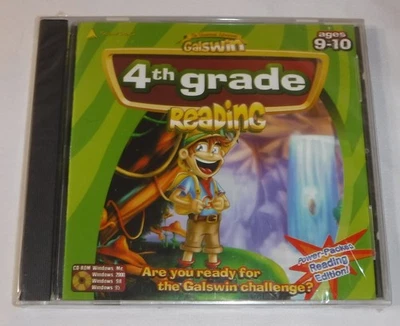 Galswin
ages
9-10
4th grade
Reading
Power-Packed
Reading
Edition!
CD-ROM Windows Me
Windows 2000
Windows 98
Windows 95
Are you ready for
the Galswin challenge?